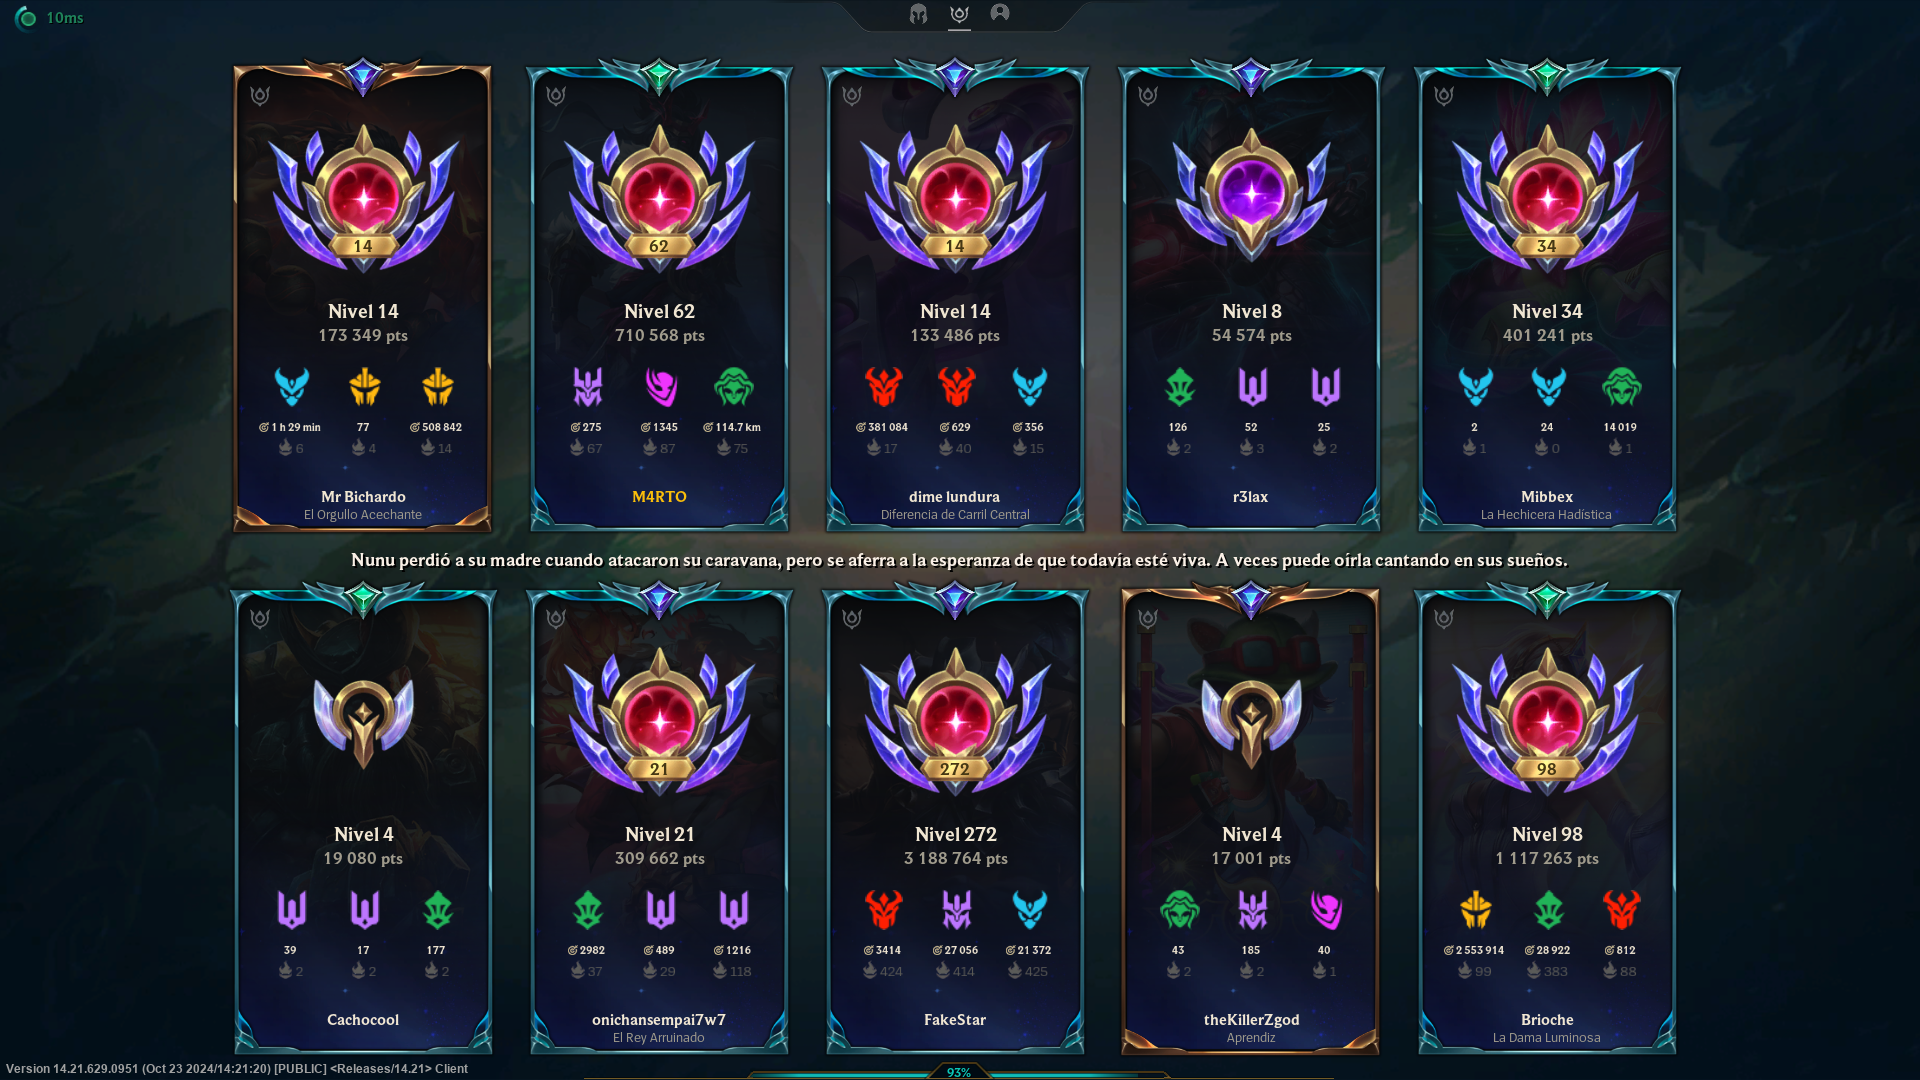 10ms
14
Nivel 14
173 349 pts
1 h 29 min 77 508 842
6 4 14
Mr Bichardo
El Orgullo Acechante
62
Nivel 62
710 568 pts
275 1345 114.7 km
67 87 75
M4RTO
14
Nivel 14
133 486 pts
381 084 629 356
17 40 15
dime lundura
Diferencia de Carril Central
Nivel 8
54 574 pts
126 52 25
2 3 2
r3lax
34
Nivel 34
401 241 pts
2 24 14 019
1 0 1
Mibbex
La Hechicera Hadística
Nunu perdió a su madre cuando atacaron su caravana, pero se aferra a la esperanza de que todavía esté viva. A veces puede oírla cantando en sus sueños.
Nivel 4
19 080 pts
39 17 177
2 2 2
Cachocool
21
Nivel 21
309 662 pts
2982 489 1216
37 29 118
onichansempai7w7
El Rey Arruinado
272
Nivel 272
3 188 764 pts
3414 27 056 21 372
424 414 425
FakeStar
Nivel 4
17 001 pts
43 185 40
2 2 1
theKillerZgod
Aprendiz
98
Nivel 98
1 117 263 pts
2 553 914 28 922 812
99 383 88
Brioche
La Dama Luminosa
Version 14.21.629.0951 (Oct 23 2024/14:21:20) [PUBLIC] <Releases/14.21> Client
93%